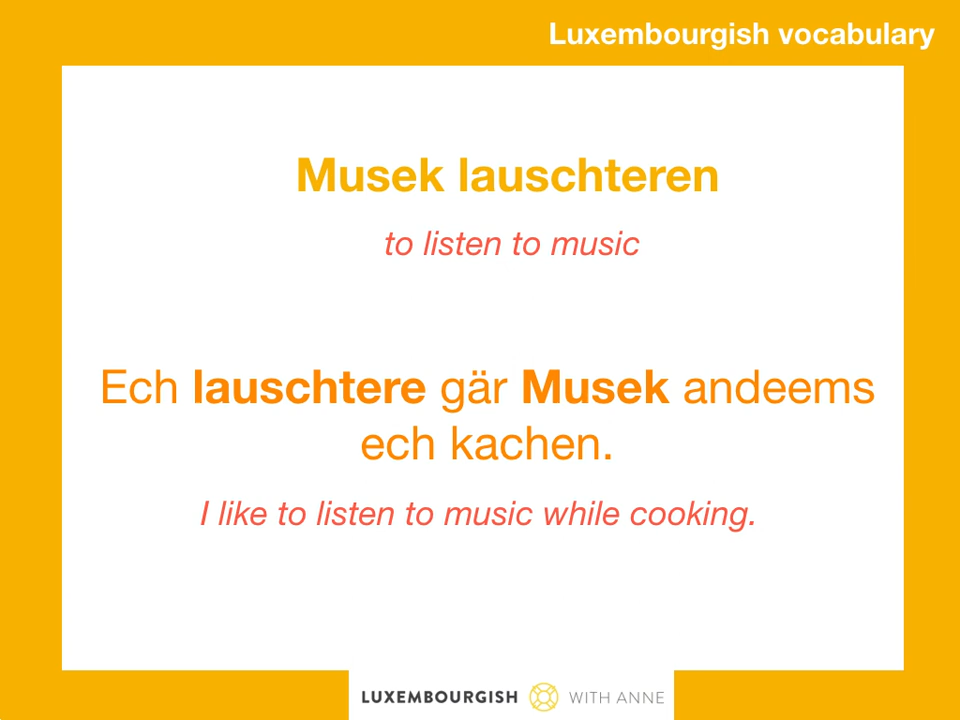 Luxembourgish vocabulary
Musek lauschteren
to listen to music
Ech lauschtere gär Musek andeems
ech kachen.
I like to listen to music while cooking.
LUXEMBOURGISH WITH ANNE